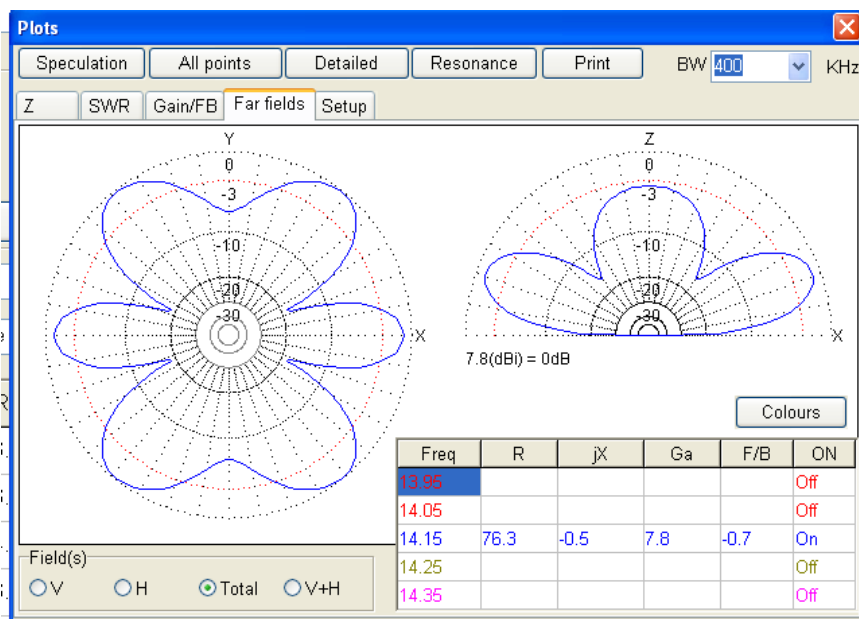 Plots
Speculation All points Detailed Resonance Print BW 400 KHz
Z SWR Gain/FB Far fields Setup
Y
0
-3
-10
-20
-30
X
Z
0
-3
-10
-20
-30
X
7.8(dBi) = 0dB
Colours
Freq R jX Ga F/B ON
13.95 Off
14.05 Off
14.15 76.3 -0.5 7.8 -0.7 On
14.25 Off
14.35 Off
Field(s)
V H Total V+H